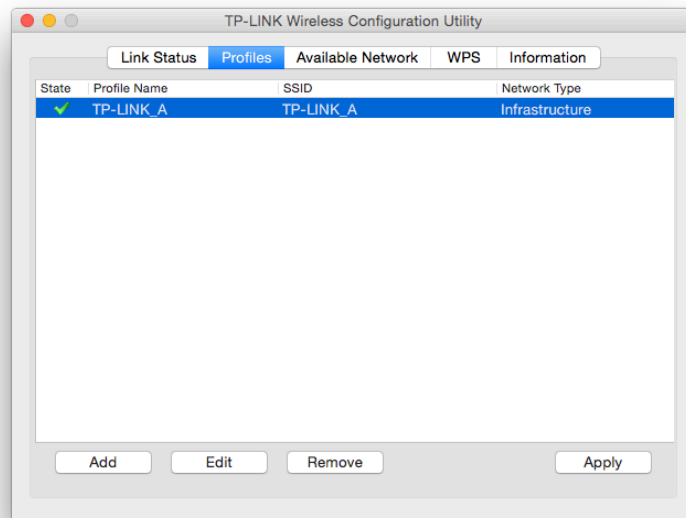 TP-LINK Wireless Configuration Utility
Link Status Profiles Available Network WPS Information
State Profile Name SSID Network Type
TP-LINK_A TP-LINK_A Infrastructure
Add Edit Remove Apply